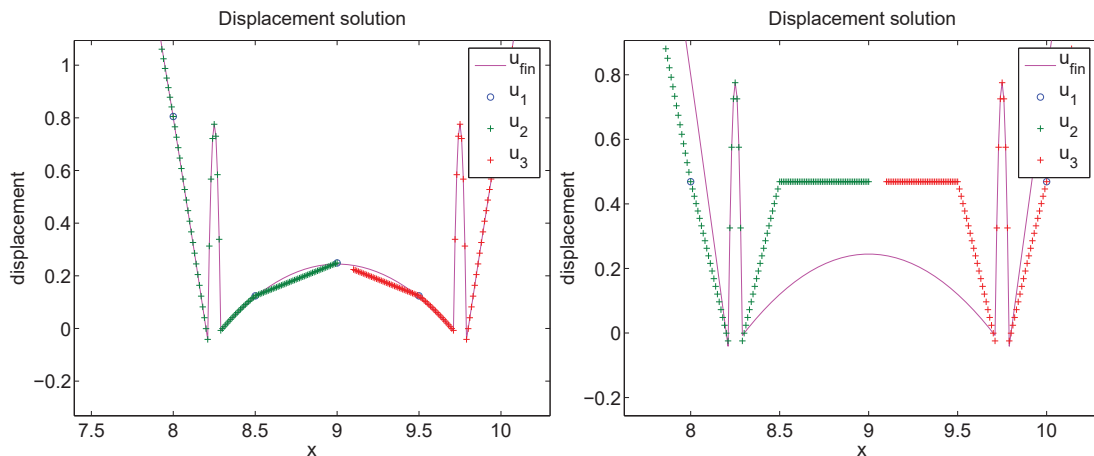 Displacement solution
1
0.8
0.6
0.4
0.2
0
−0.2
displacement
7.5 8 8.5 9 9.5 10
x
u_fin
u_1
u_2
u_3
Displacement solution
0.8
0.6
0.4
0.2
0
−0.2
displacement
8 8.5 9 9.5 10
x
u_fin
u_1
u_2
u_3